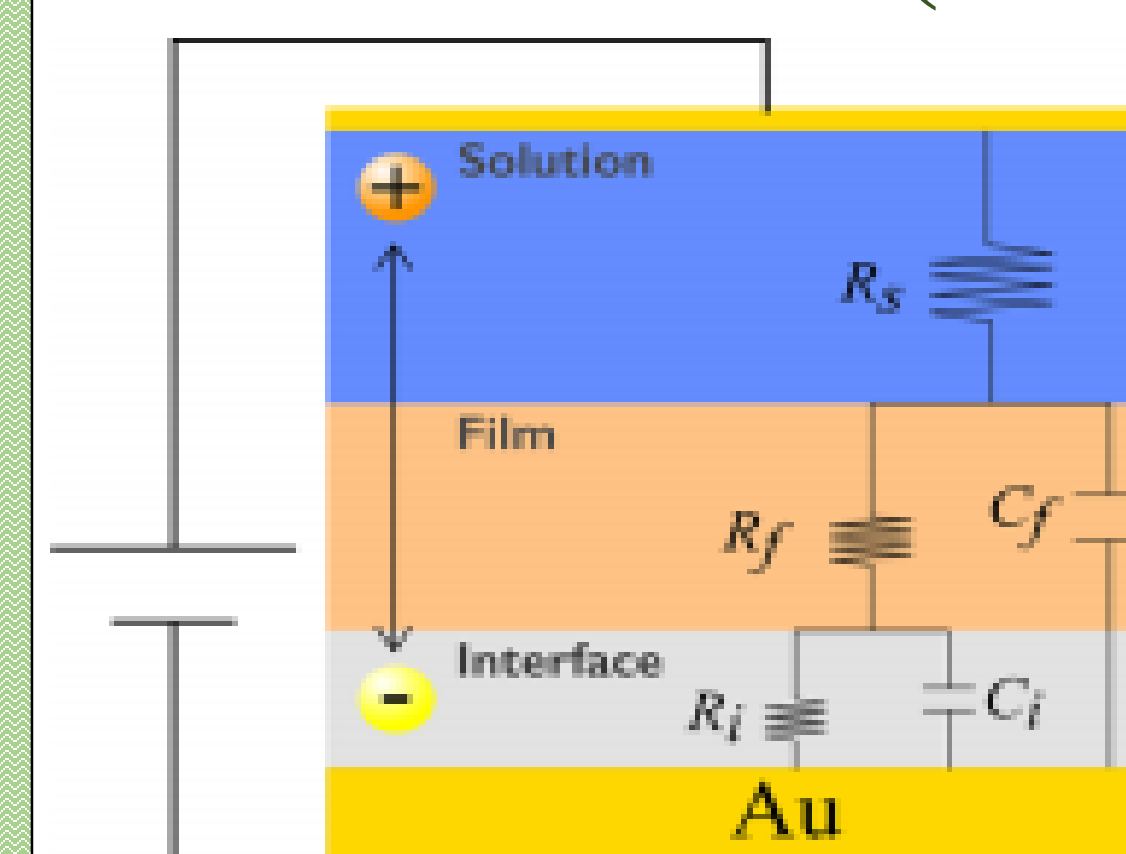 +
Solution
Rs
Film
Rf
Cf
Interface
-
Ri
Ci
Au